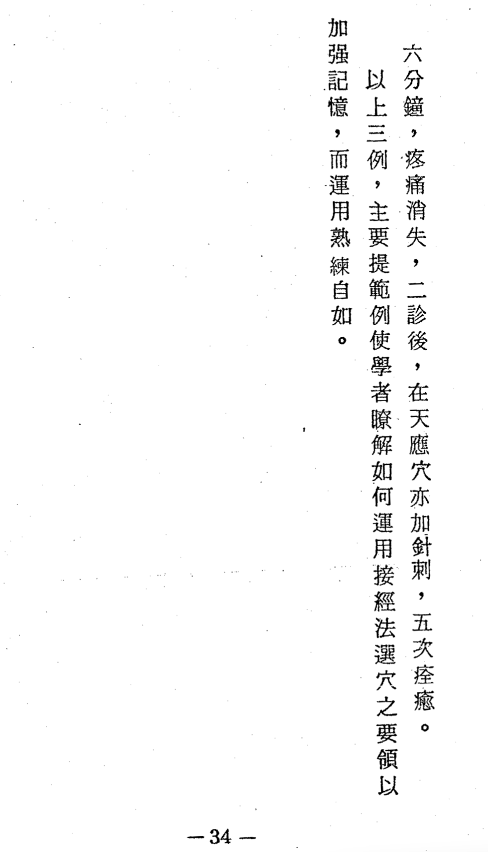 六分鐘，疼痛消失，二診後，在天應穴亦加針刺，五次痊癒。
以上三例，主要提範例使學者瞭解如何運用接經法選穴之要領以
加强記憶，而運用熟練自如。
—34—